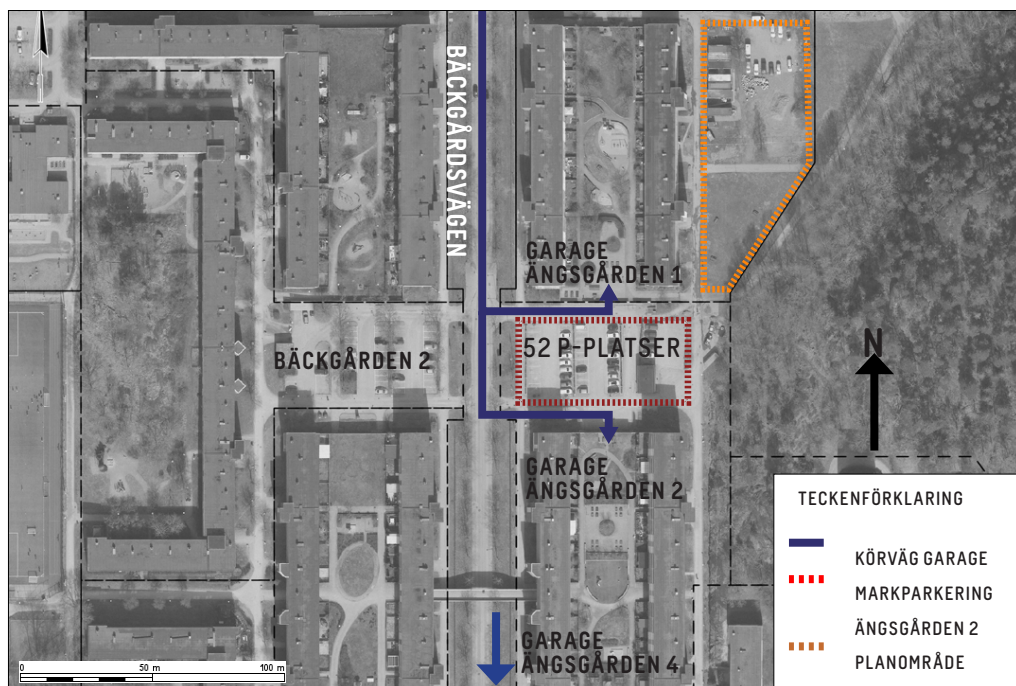 BÄCKGÅRDSVÄGEN
GARAGE
ÄNGSGÅRDEN 1
52 P-PLATSER
BÄCKGÅRDEN 2
N
GARAGE
ÄNGSGÅRDEN 2
GARAGE
ÄNGSGÅRDEN 4
TECKENFÖRKLARING
KÖRVÄG GARAGE
MARKPARKERING
ÄNGSGÅRDEN 2
PLANOMRÅDE
0 50 m 100 m